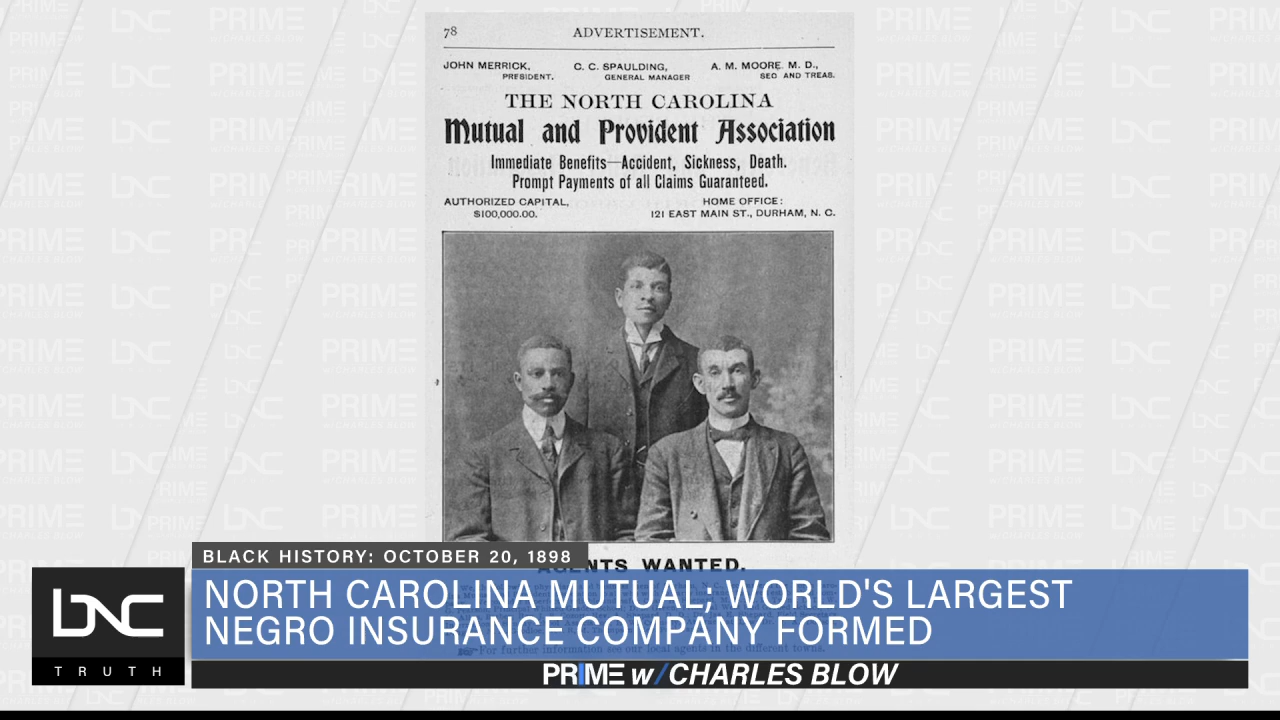 78 ADVERTISEMENT.
JOHN MERRICK, C. C. SPAULDING, A. M. MOORE. M. D.,
PRESIDENT. GENERAL MANAGER SEC AND TREAS.
THE NORTH CAROLINA
Mutual and Provident Association
Immediate Benefits—Accident, Sickness, Death.
Prompt Payments of all Claims Guaranteed.
AUTHORIZED CAPITAL, HOME OFFICE:
$100,000.00. 121 EAST MAIN ST., DURHAM, N. C.
BLACK HISTORY: OCTOBER 20, 1898
WANTED.
NORTH CAROLINA MUTUAL; WORLD'S LARGEST
NEGRO INSURANCE COMPANY FORMED
For further information see our local agents in the different towns.
BNC
TRUTH
PRIME w/ CHARLES BLOW